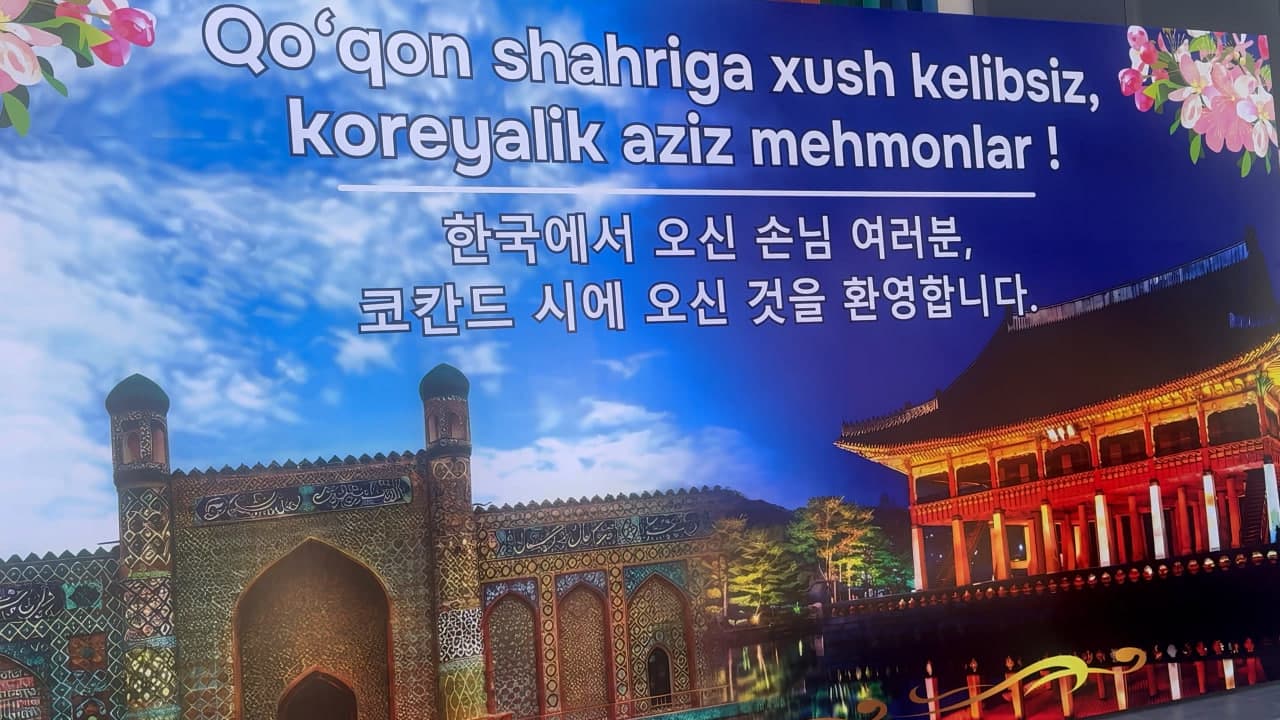 Qo‘qon shahriga xush kelibsiz,
koreyalik aziz mehmonlar !
한국에서 오신 손님 여러분,
코칸드 시에 오신 것을 환영합니다.